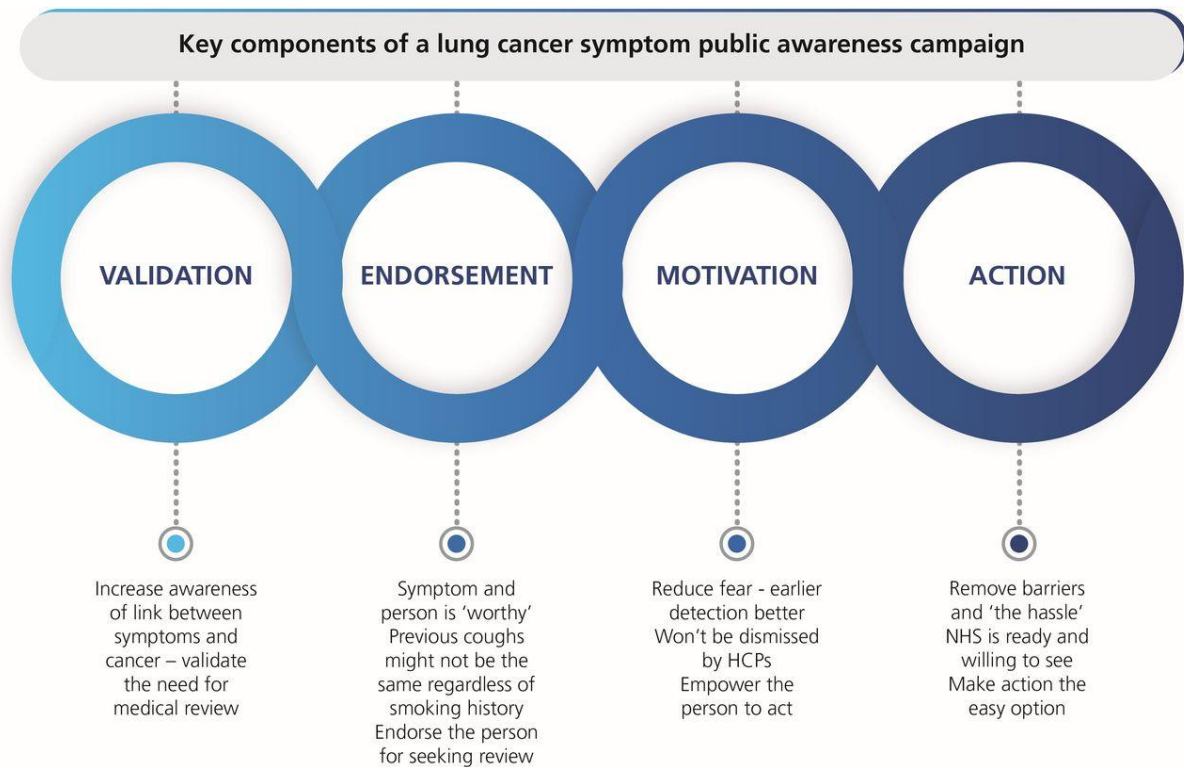 Key components of a lung cancer symptom public awareness campaign
VALIDATION
ENDORSEMENT
MOTIVATION
ACTION
Increase awareness
of link between
symptoms and
cancer – validate
the need for
medical review
Symptom and
person is ‘worthy’
Previous coughs
might not be the
same regardless of
smoking history
Endorse the person
for seeking review
Reduce fear - earlier
detection better
Won’t be dismissed
by HCPs
Empower the
person to act
Remove barriers
and ‘the hassle’
NHS is ready and
willing to see
Make action the
easy option